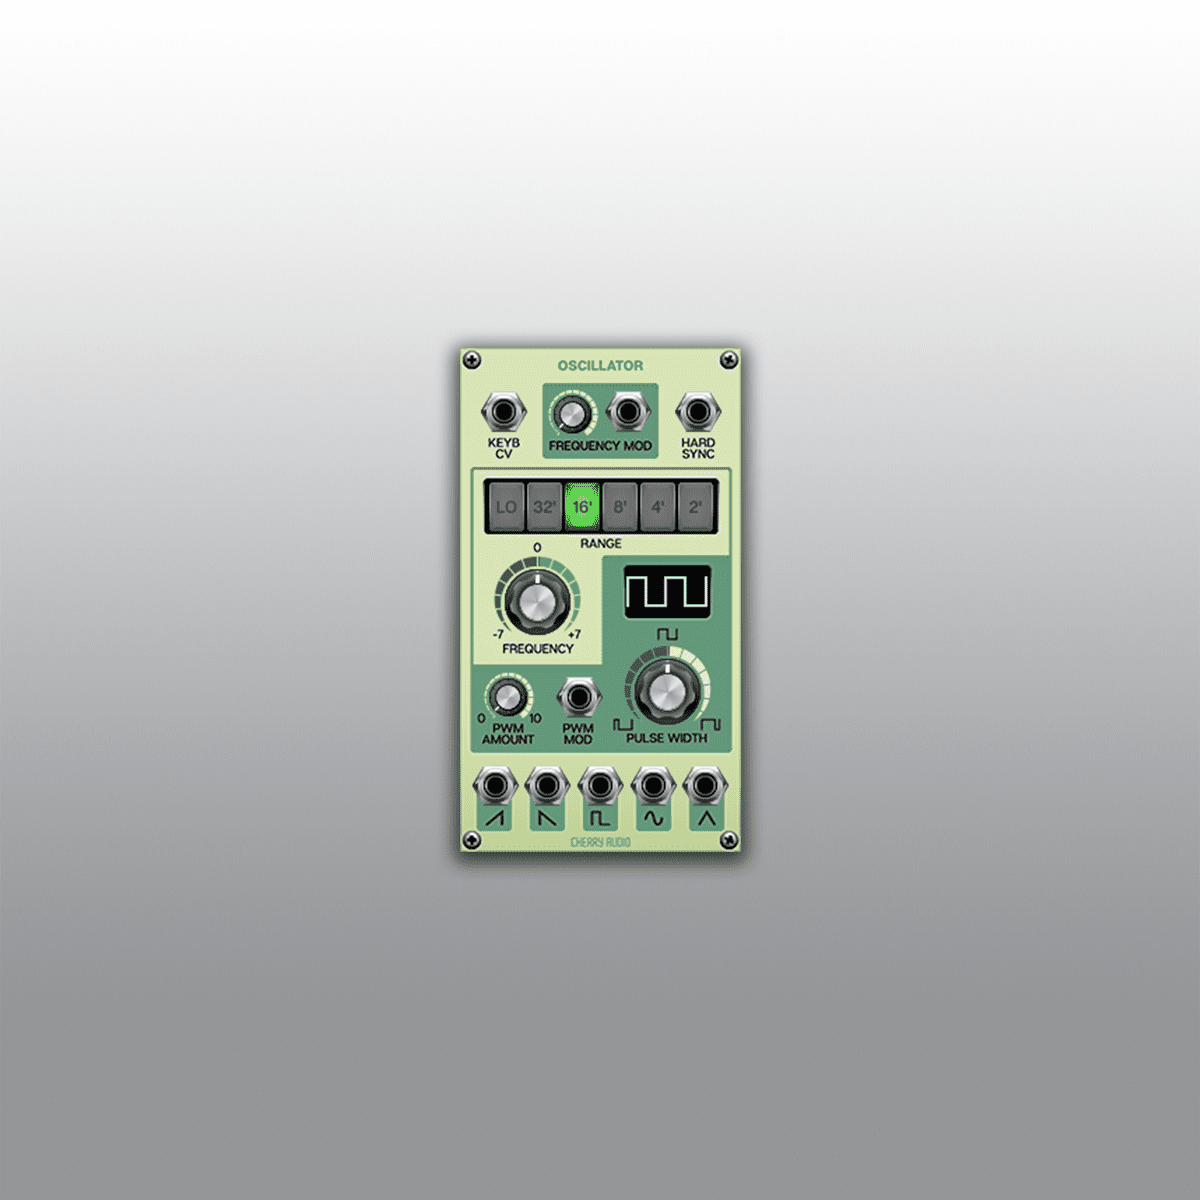 OSCILLATOR
KEYB
CV
FREQUENCY MOD
HARD
SYNC
LO 32' 16' 8' 4' 2'
RANGE
0
-7 +7
FREQUENCY
0 10
PWM
AMOUNT
PWM
MOD
PULSE WIDTH
CHERRY AUDIO